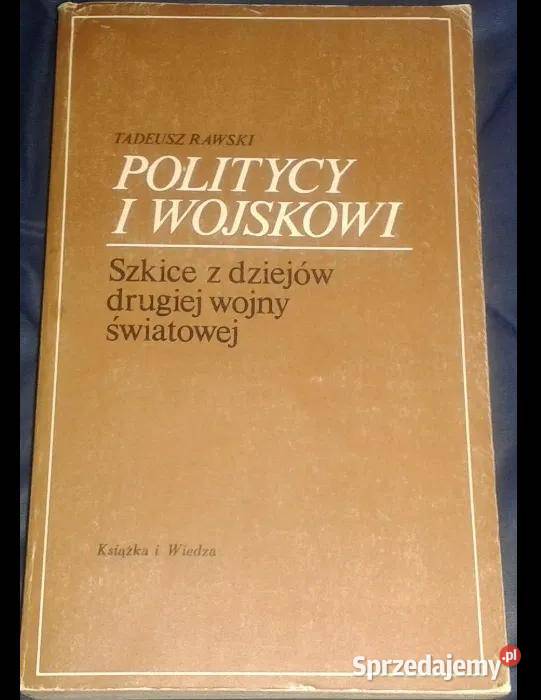 TADEUSZ RAWSKI
POLITYCY
I WOJSKOWI
Szkice z dziejów
drugiej wojny
światowej
Książka i Wiedza
Sprzedajemy.pl